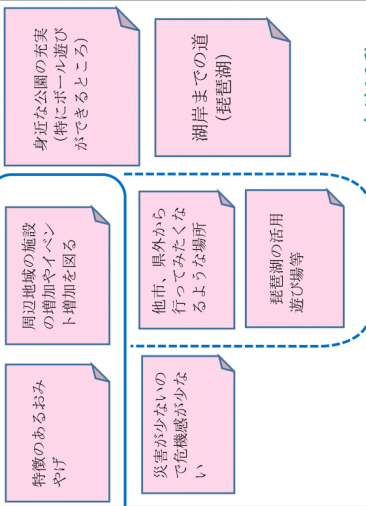 特徴のあるおみ
やげ
周辺地域の施設
の増加やイベン
ト増加を図る
身近な公園の充実
（特にボール遊び
ができるところ）
災害が少ないの
で危機感が少な
い
他市、県外から
行ってみたくな
るような場所
湖岸までの道
（琵琶湖）
琵琶湖の活用
遊び場等